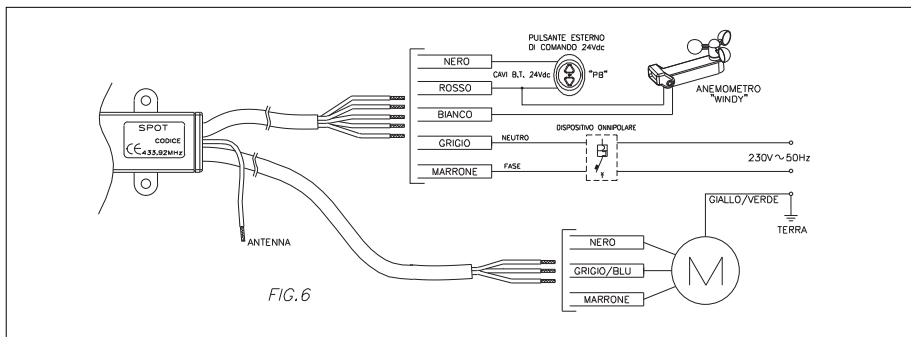 PULSANTE ESTERNO
DI COMANDO 24Vdc
NERO
CAVI B.T. 24Vdc
"PB"
ROSSO
ANEMOMETRO
"WINDY"
BIANCO
SPOT
CODICE
CE 433,92MHz
GRIGIO
NEUTRO
DISPOSITIVO ONNIPOLARE
230V~50Hz
MARRONE
FASE
GIALLO/VERDE
TERRA
ANTENNA
NERO
GRIGIO/BLU
M
MARRONE
FIG.6